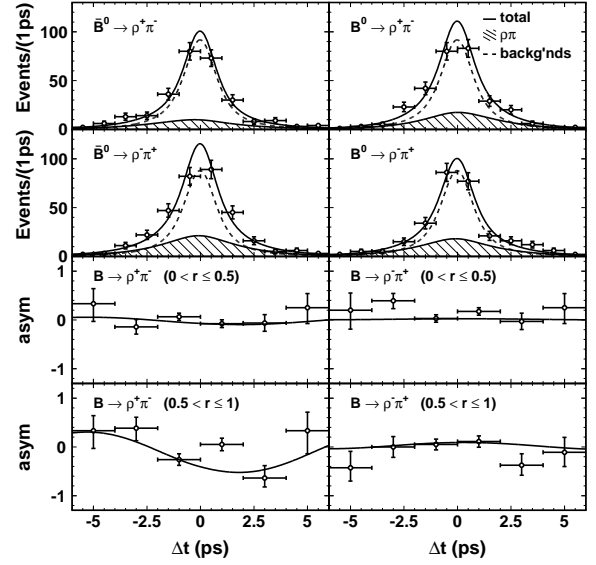 B̄⁰ → ρ⁺π⁻
B⁰ → ρ⁺π⁻
total
ρπ
backg'nds
Events/(1ps)
100
50
0
B̄⁰ → ρ⁻π⁺
B⁰ → ρ⁻π⁺
Events/(1ps)
100
50
0
B → ρ⁺π⁻ (0 < r ≤ 0.5)
B → ρ⁻π⁺ (0 < r ≤ 0.5)
asym
1
0
-1
B → ρ⁺π⁻ (0.5 < r ≤ 1)
B → ρ⁻π⁺ (0.5 < r ≤ 1)
asym
1
0
-1
-5 -2.5 0 2.5 5 -5 -2.5 0 2.5 5
Δt (ps) Δt (ps)